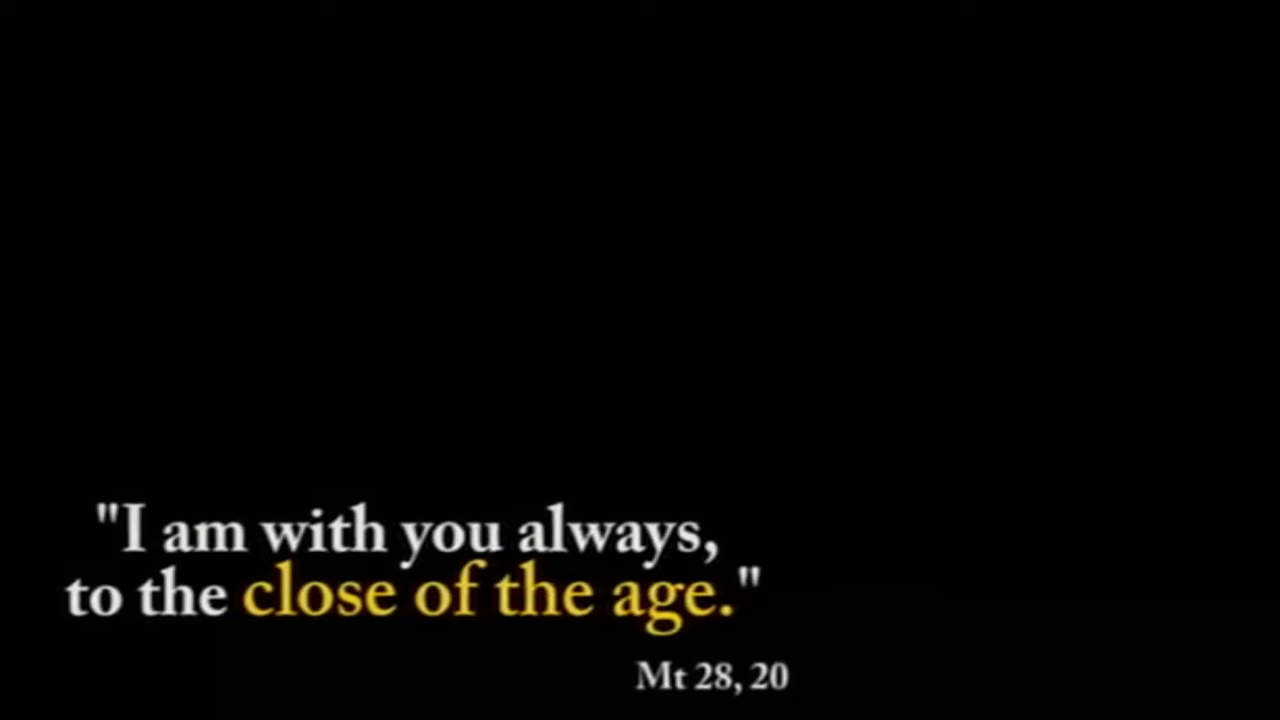 "I am with you always,
to the close of the age."
Mt 28, 20